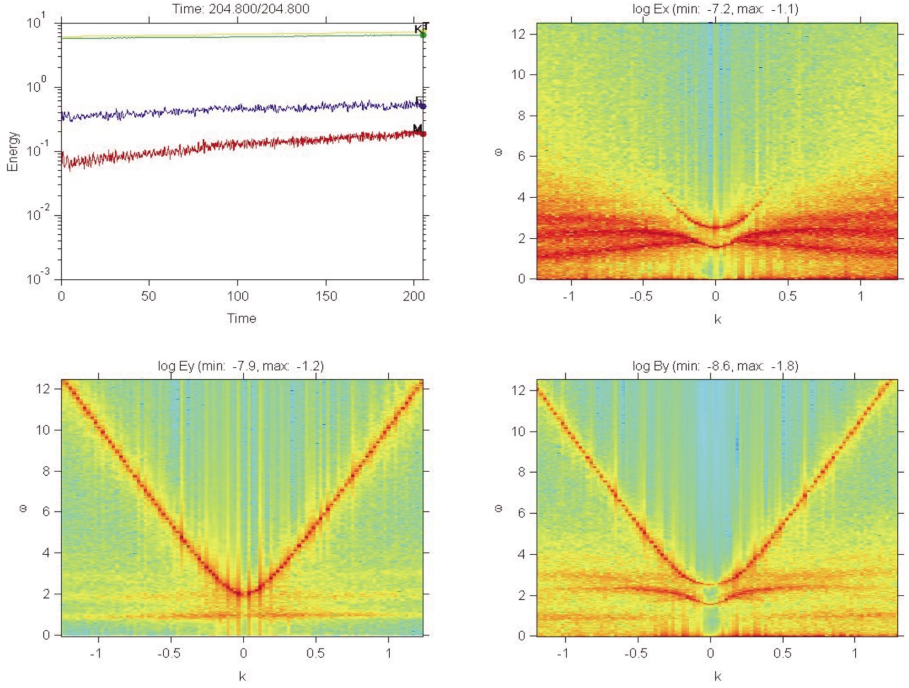 Time: 204.800/204.800
10^1
10^0
10^-1
10^-2
10^-3
Energy
K T
E
M
0 50 100 150 200
Time
log Ex (min: -7.2, max: -1.1)
12
10
8
6
4
2
0
ω
-1 -0.5 0 0.5 1
k
log Ey (min: -7.9, max: -1.2)
12
10
8
6
4
2
0
ω
-1 -0.5 0 0.5 1
k
log By (min: -8.6, max: -1.8)
12
10
8
6
4
2
0
ω
-1 -0.5 0 0.5 1
k